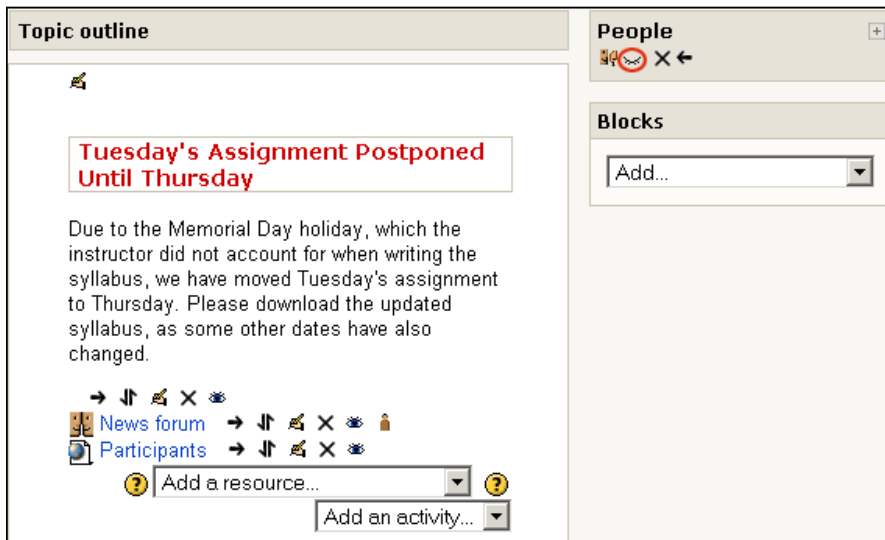 Topic outline
Tuesday's Assignment Postponed
Until Thursday
Due to the Memorial Day holiday, which the
instructor did not account for when writing the
syllabus, we have moved Tuesday's assignment
to Thursday. Please download the updated
syllabus, as some other dates have also
changed.
News forum
Participants
Add a resource...
Add an activity...
People
Blocks
Add...